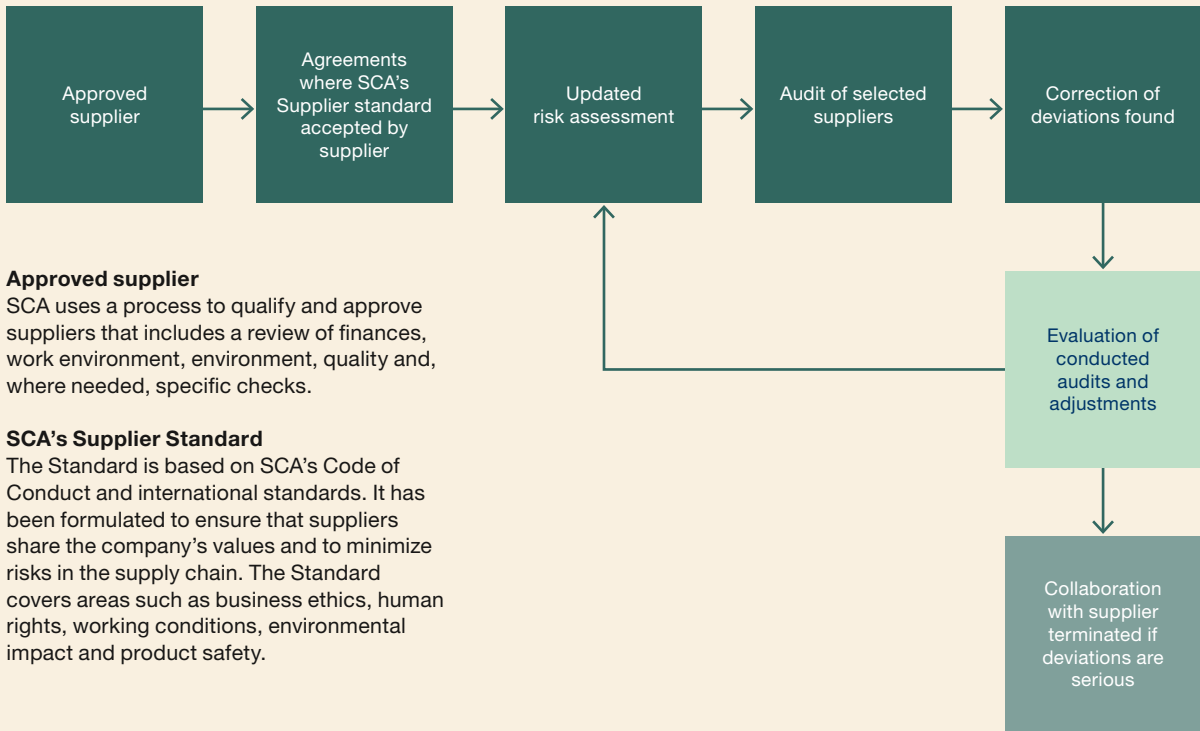 Approved
supplier
Agreements
where SCA's
Supplier standard
accepted by
supplier
Updated
risk assessment
Audit of selected
suppliers
Correction of
deviations found
Approved supplier
SCA uses a process to qualify and approve
suppliers that includes a review of finances,
work environment, environment, quality and,
where needed, specific checks.
SCA's Supplier Standard
The Standard is based on SCA's Code of
Conduct and international standards. It has
been formulated to ensure that suppliers
share the company's values and to minimize
risks in the supply chain. The Standard
covers areas such as business ethics, human
rights, working conditions, environmental
impact and product safety.
Evaluation of
conducted
audits and
adjustments
Collaboration
with supplier
terminated if
deviations are
serious